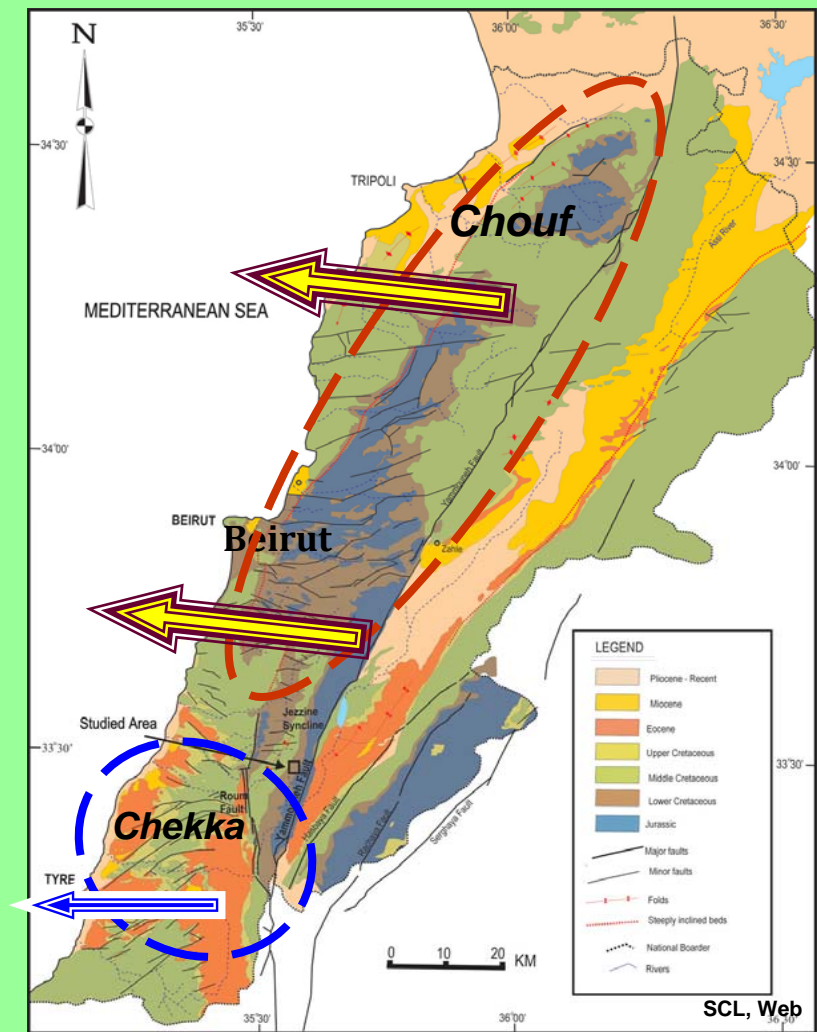 N
35°30
36°00
36°30
34°30
34°30
TRIPOLI
Chouf
Assi River
MEDITERRANEAN SEA
34°00
34°00
Yammouneh Fault
BEIRUT
Beirut
Zahle
LEGEND
Pliocene - Recent
Miocene
Eocene
Upper Cretaceous
Middle Cretaceous
Lower Cretaceous
Jurassic
Major faults
Minor faults
Folds
Steeply inclined beds
National Boarder
Rivers
Jezzine
Syncline
Studied Area
33°30
33°30
Roum
Fault
Yammouneh Fault
Hasbaya Fault
Rachaya Fault
Serghaya Fault
Chekka
TYRE
0 10 20
KM
SCL, Web
35°30
36°00
36°30